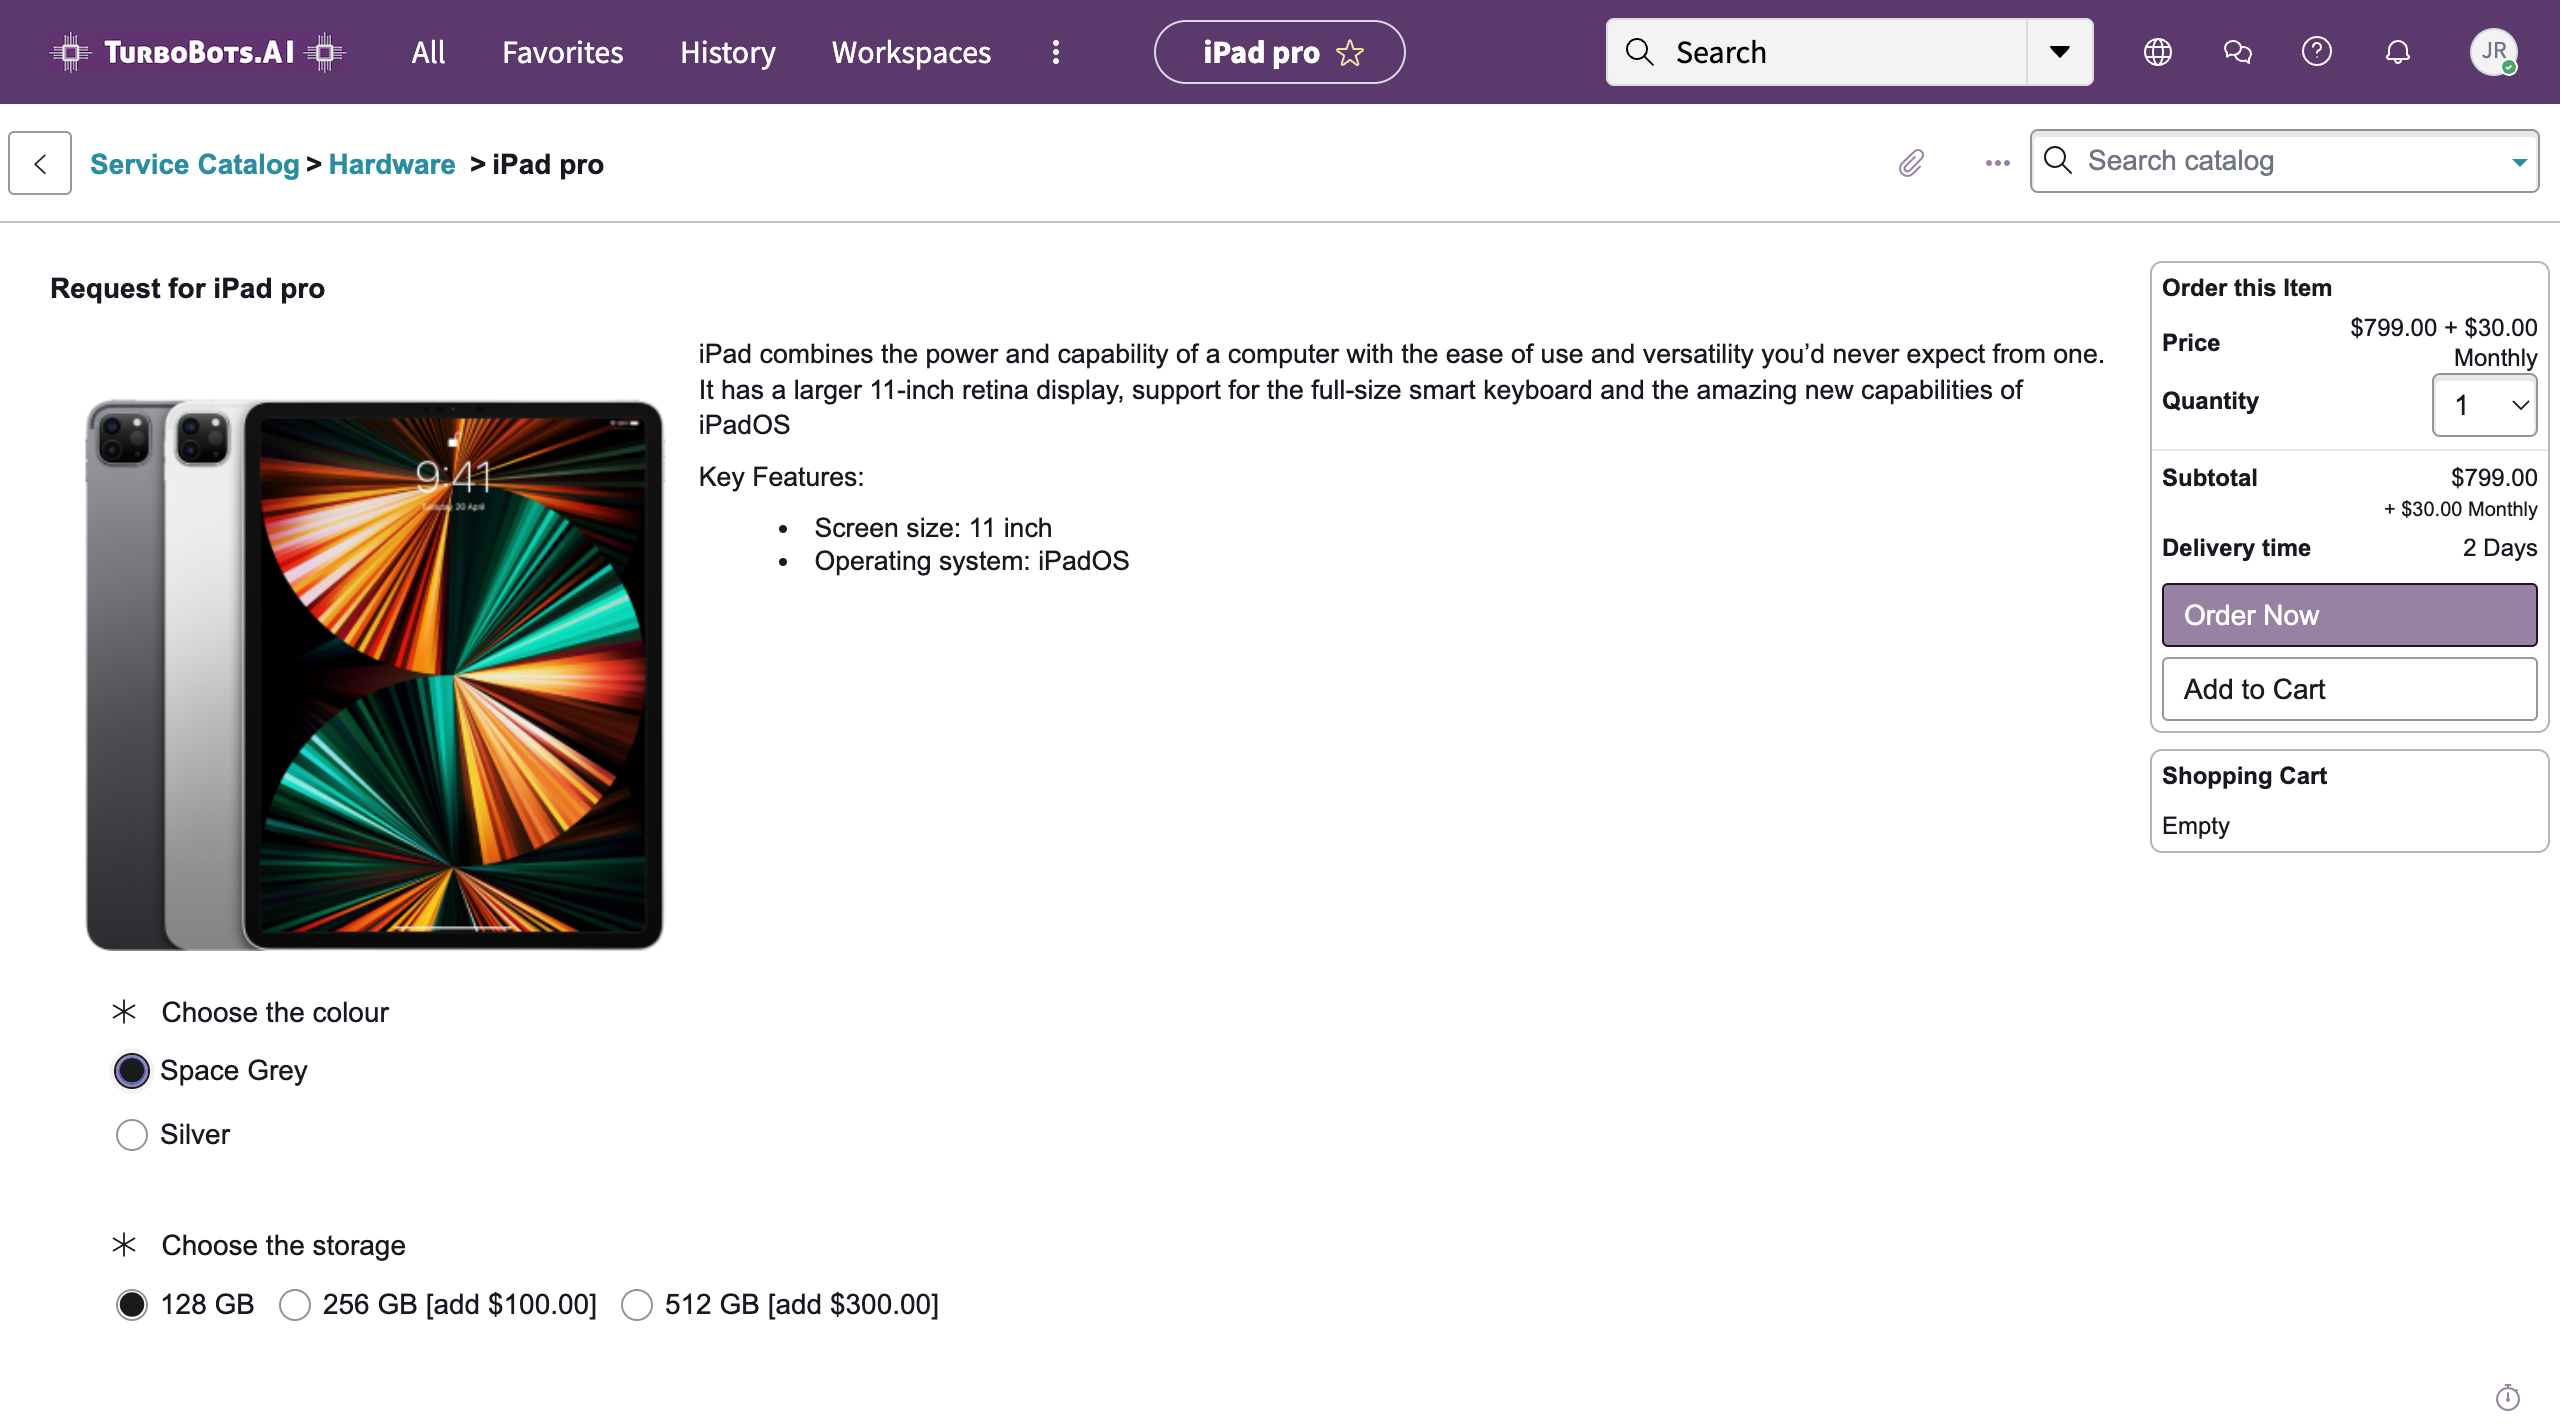 TurboBots.AI
All
Favorites
History
Workspaces
iPad pro
Search
JR
Service Catalog > Hardware > iPad pro
Search catalog
Request for iPad pro
iPad combines the power and capability of a computer with the ease of use and versatility you’d never expect from one.
It has a larger 11-inch retina display, support for the full-size smart keyboard and the amazing new capabilities of
iPadOS
Key Features:
• Screen size: 11 inch
• Operating system: iPadOS
9:41
Tuesday, 20 April
Choose the colour
Space Grey
Silver
Choose the storage
128 GB
256 GB [add $100.00]
512 GB [add $300.00]
Order this Item
Price
$799.00 + $30.00
Monthly
Quantity
1
Subtotal
$799.00
+ $30.00 Monthly
Delivery time
2 Days
Order Now
Add to Cart
Shopping Cart
Empty